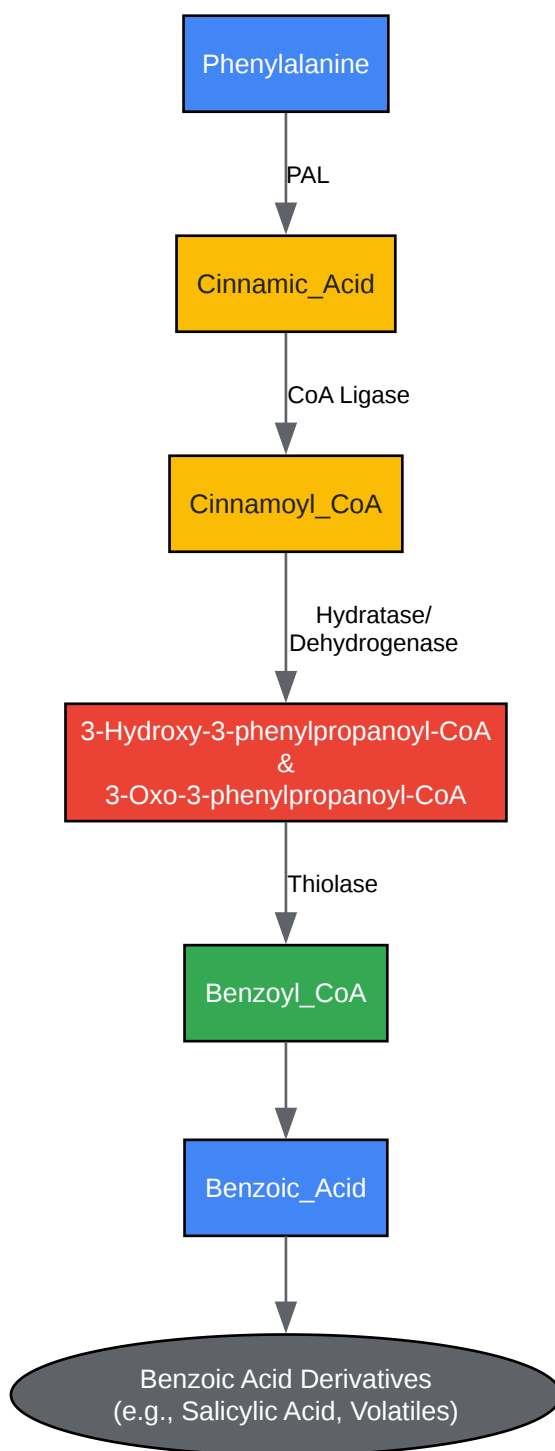 Phenylalanine
PAL
Cinnamic_Acid
CoA Ligase
Cinnamoyl_CoA
Hydratase/
Dehydrogenase
3-Hydroxy-3-phenylpropanoyl-CoA
&
3-Oxo-3-phenylpropanoyl-CoA
Thiolase
Benzoyl_CoA
Benzoic_Acid
Benzoic Acid Derivatives
(e.g., Salicylic Acid, Volatiles)